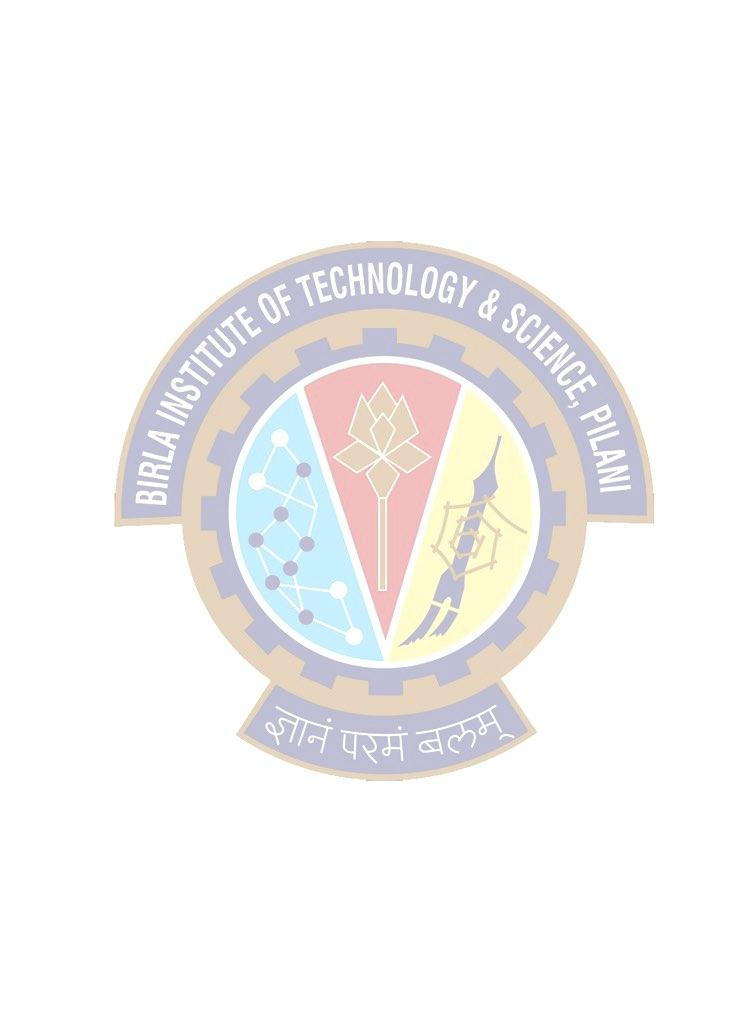 BIRLA INSTITUTE OF TECHNOLOGY & SCIENCE, PILANI
ज्ञानं परमं बलम्